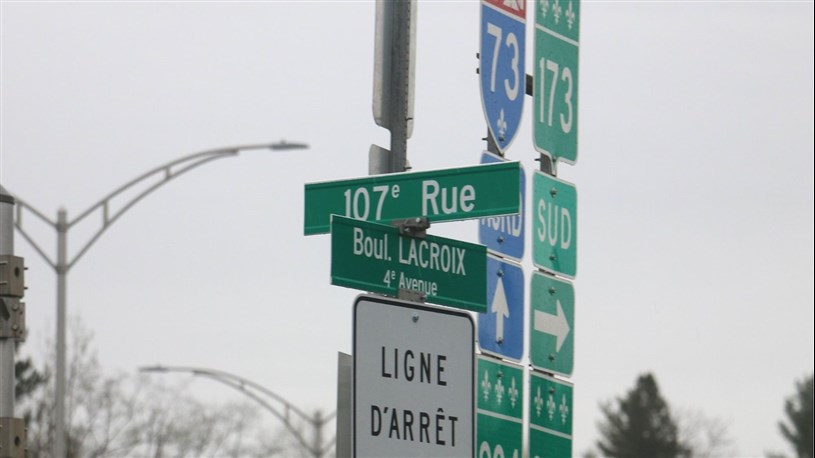 73
173
107e Rue
NORD
SUD
Boul. LACROIX
4e Avenue
LIGNE
D'ARRÊT